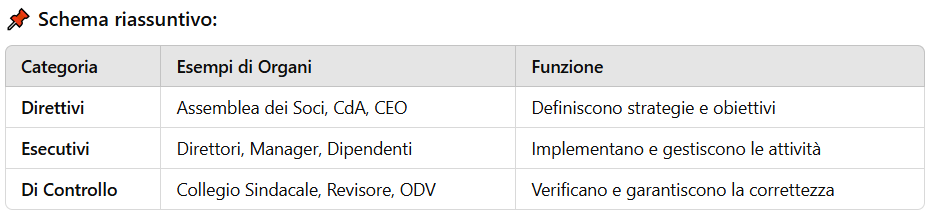 📌 Schema riassuntivo:
Categoria Esempi di Organi Funzione
Direttivi Assemblea dei Soci, CdA, CEO Definiscono strategie e obiettivi
Esecutivi Direttori, Manager, Dipendenti Implementano e gestiscono le attività
Di Controllo Collegio Sindacale, Revisore, ODV Verificano e garantiscono la correttezza